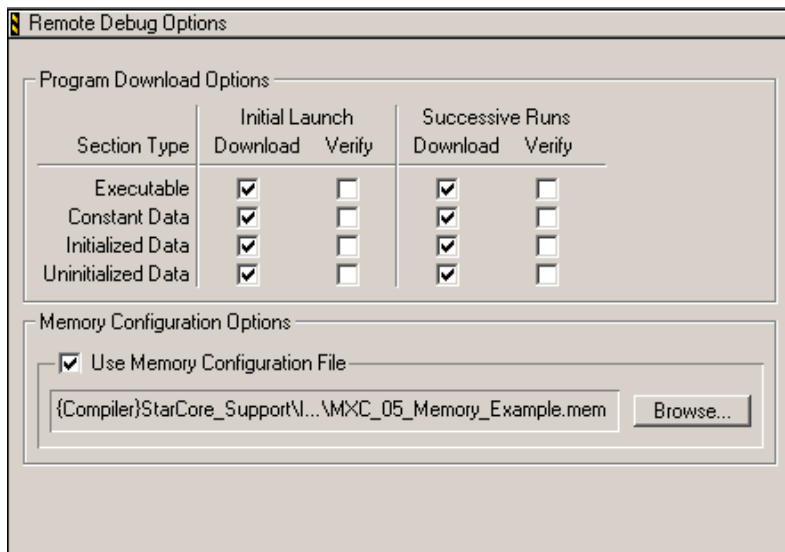 Remote Debug Options
Program Download Options
Initial Launch Successive Runs
Section Type Download Verify Download Verify
Executable
Constant Data
Initialized Data
Uninitialized Data
Memory Configuration Options
Use Memory Configuration File
{Compiler}StarCore_Support\I...\MXC_05_Memory_Example.mem Browse...